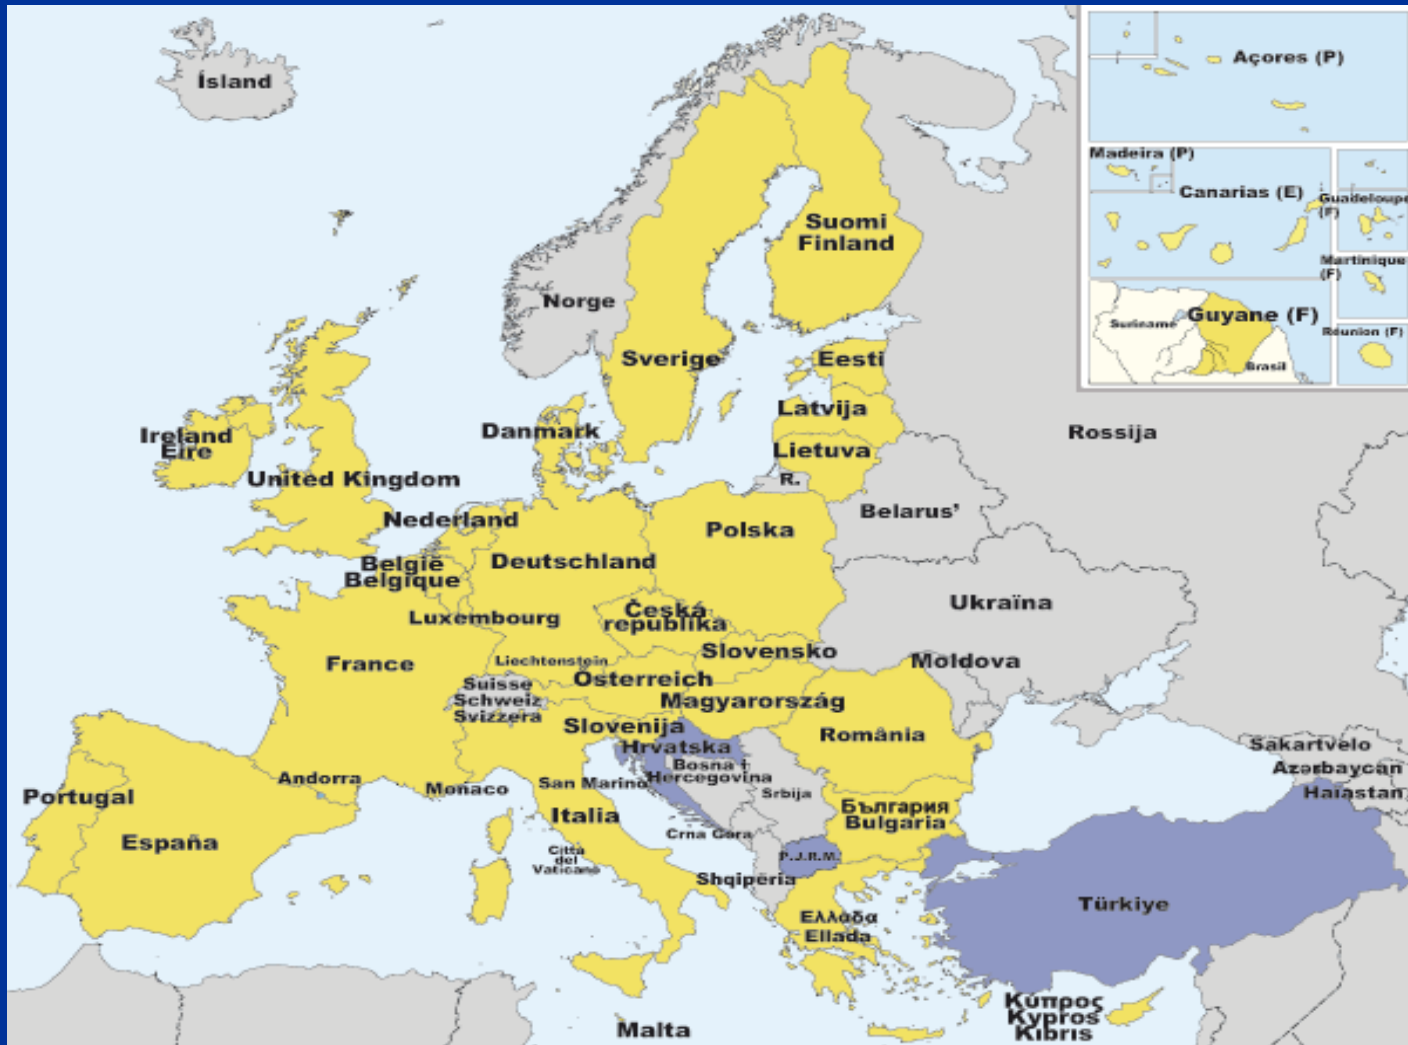 Ísland
Açores (P)
Madeira (P)
Canarias (E)
Guadeloupe
(F)
Martinique
(F)
Suriname
Guyane (F)
Brasil
Réunion (F)
Suomi
Finland
Norge
Sverige
Eesti
Latvija
Lietuva
R.
Danmark
Ireland
Éire
United Kingdom
Nederland
België
Belgique
Luxembourg
Deutschland
Polska
Belarus’
Rossija
Ukraïna
Moldova
Česká
republika
Slovensko
France
Liechtenstein
Österreich
Suisse
Schweiz
Svizzera
Magyarország
Slovenija
Hrvatska
România
Bosna i
Hercegovina
Srbija
Crna Gora
Shqipëria
P.J.R.M.
България
Bulgaria
Andorra
Monaco
San Marino
Italia
Città
del
Vaticano
Portugal
España
Ελλάδα
Ellada
Türkiye
Sakartvelo
Azərbaycan
Haiastan
Malta
Κύπρος
Kypros
Kıbrıs